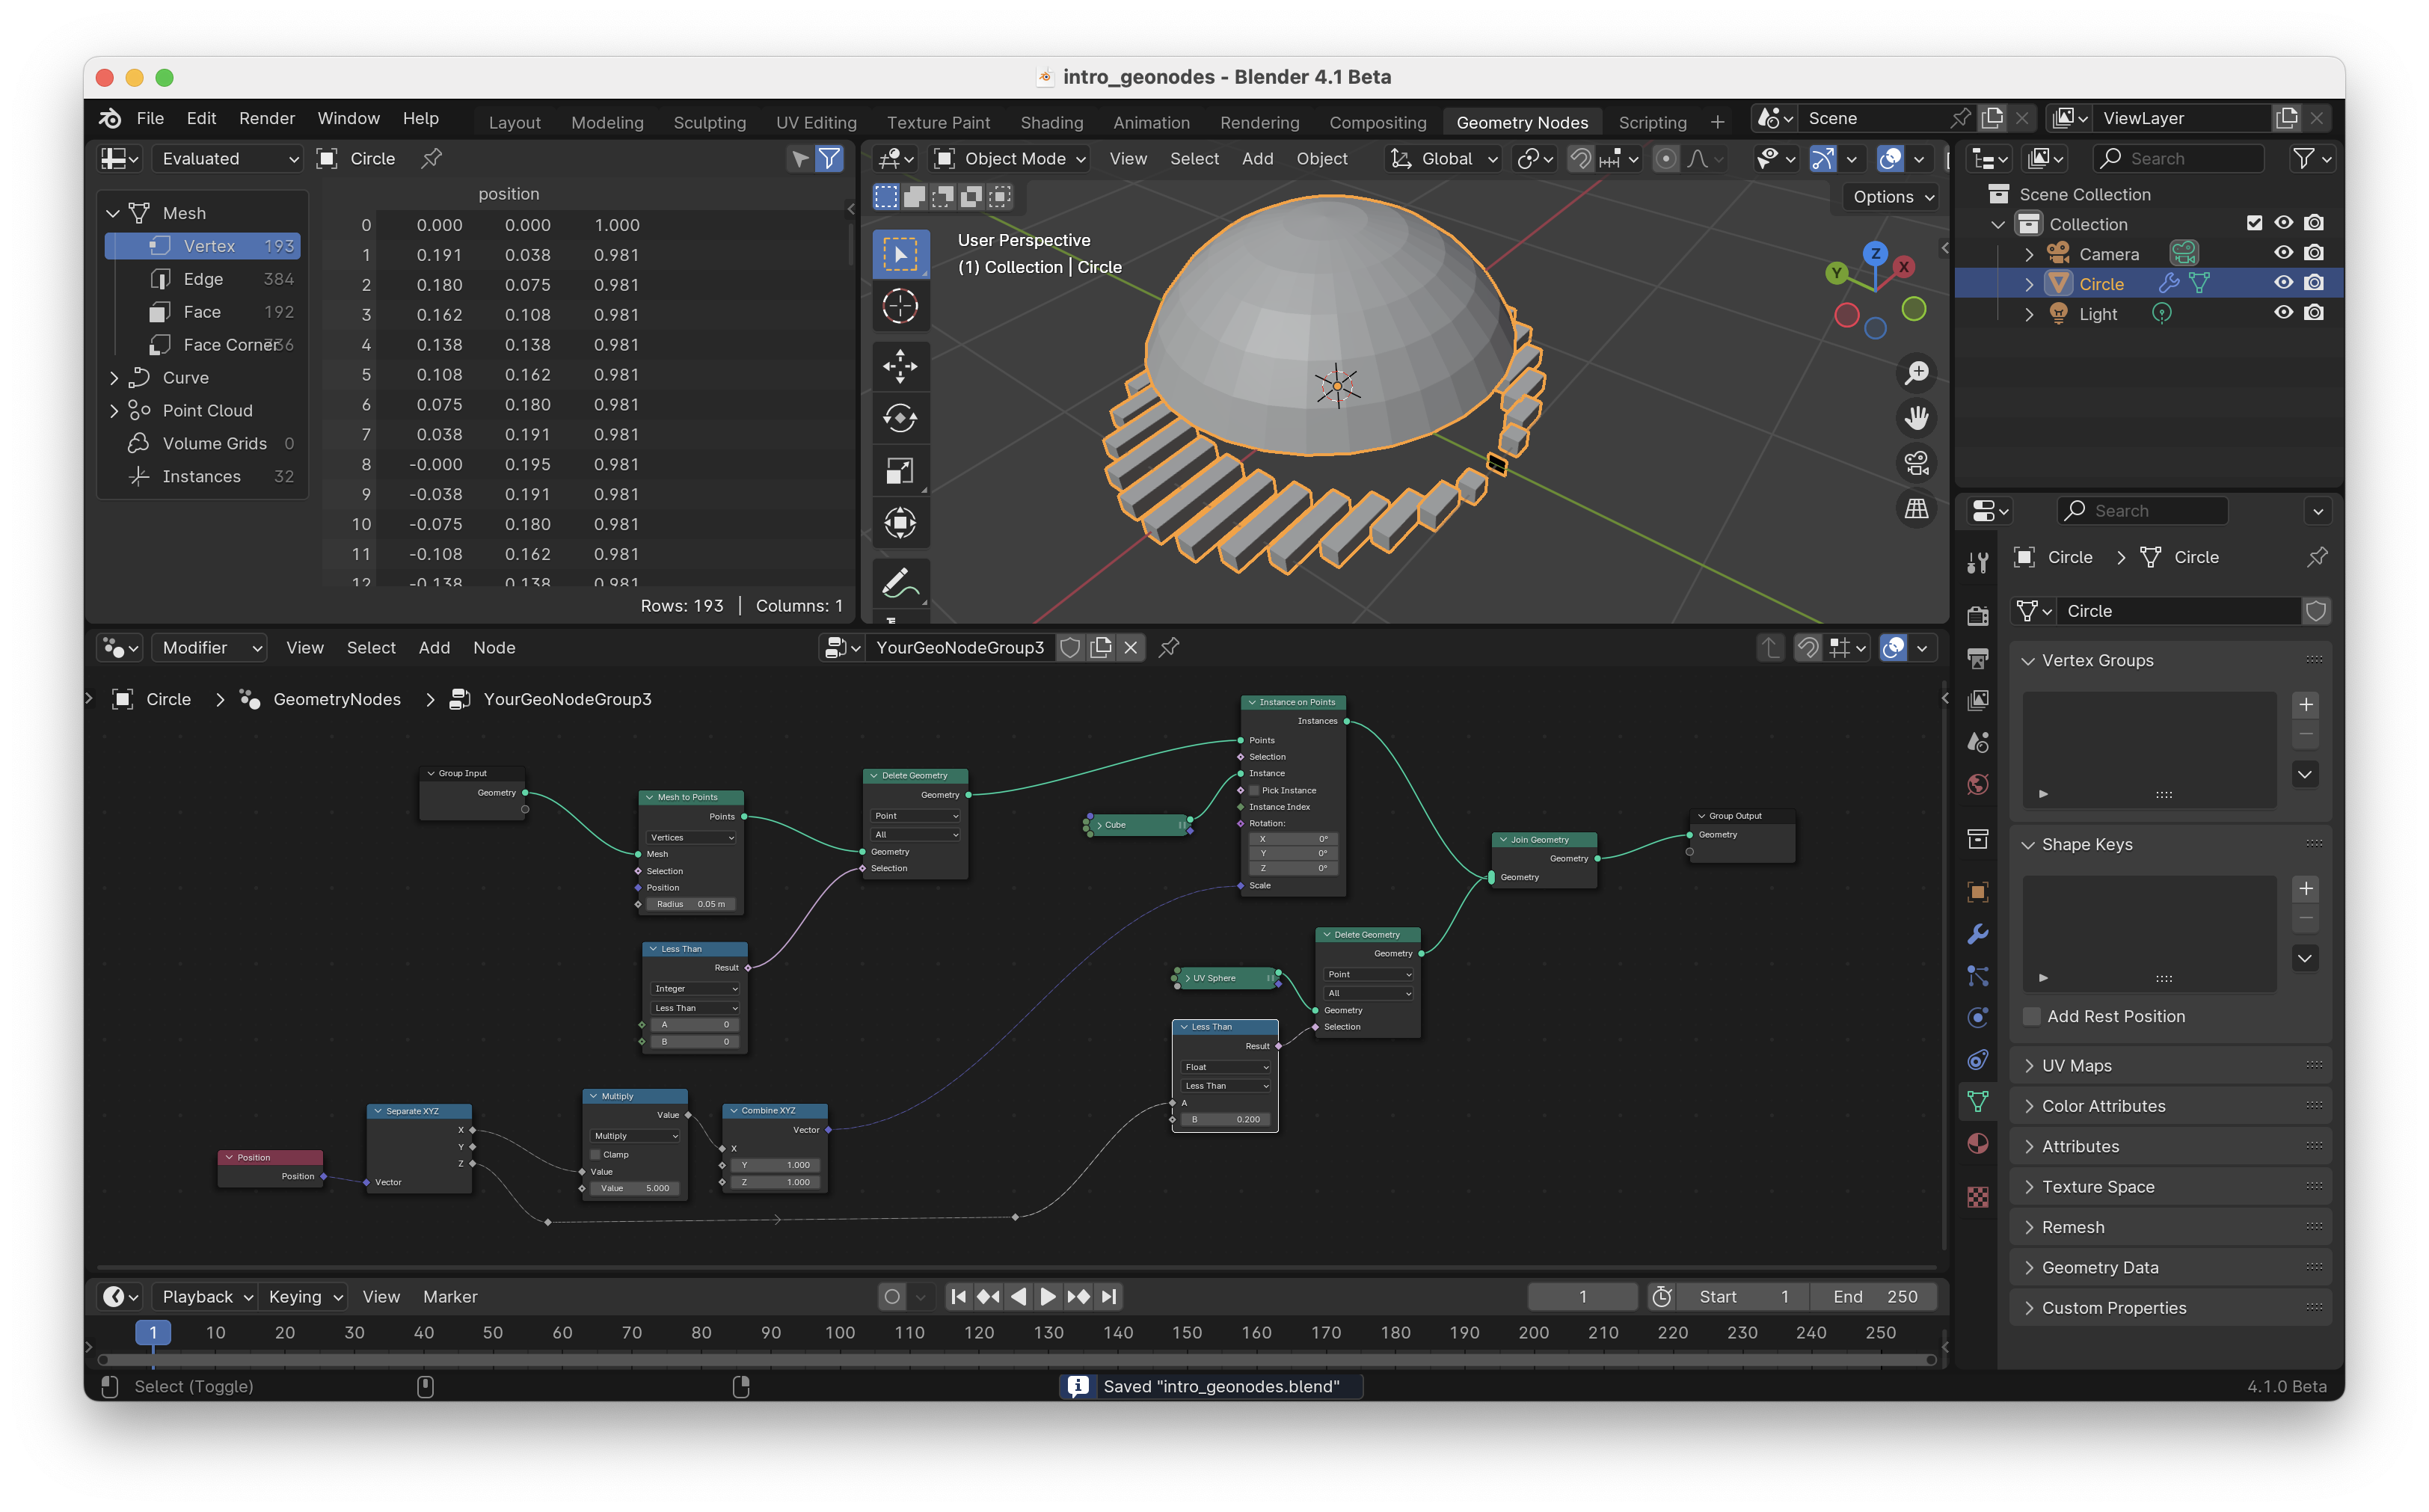 intro_geonodes - Blender 4.1 Beta
File Edit Render Window Help
Layout Modeling Sculpting UV Editing Texture Paint Shading Animation Rendering Compositing Geometry Nodes Scripting
Scene
ViewLayer
Evaluated Circle
position
Mesh
Vertex 193
Edge 384
Face 192
Face Corner
Curve
Point Cloud
Volume Grids 0
Instances 32
0 0.000 0.000 1.000
1 0.191 0.038 0.981
2 0.180 0.075 0.981
3 0.162 0.108 0.981
4 0.138 0.138 0.981
5 0.108 0.162 0.981
6 0.075 0.180 0.981
7 0.038 0.191 0.981
8 -0.000 0.195 0.981
9 -0.038 0.191 0.981
10 -0.075 0.180 0.981
11 -0.108 0.162 0.981
12 -0.138 0.138 0.981
Rows: 193 | Columns: 1
Object Mode View Select Add Object Global
Options
User Perspective
(1) Collection | Circle
Z
X
Y
Search
Scene Collection
Collection
Camera
Circle
Light
Search
Circle > Circle
Circle
Vertex Groups
Shape Keys
Add Rest Position
UV Maps
Color Attributes
Attributes
Texture Space
Remesh
Geometry Data
Custom Properties
Modifier View Select Add Node
YourGeoNodeGroup3
Circle > GeometryNodes > YourGeoNodeGroup3
Group Input
Geometry
Mesh to Points
Points
Vertices
Mesh
Selection
Position
Radius 0.05 m
Delete Geometry
Geometry
Point
All
Geometry
Selection
Less Than
Result
Integer
Less Than
A 0
B 0
Position
Position
Separate XYZ
X
Y
Z
Vector
Multiply
Value
Multiply
Clamp
Value
Value 5.000
Combine XYZ
Vector
X
Y 1.000
Z 1.000
Cube
Instance on Points
Instances
Points
Selection
Instance
Pick Instance
Instance Index
Rotation:
X 0°
Y 0°
Z 0°
Scale
UV Sphere
Less Than
Result
Float
Less Than
A
B 0.200
Delete Geometry
Geometry
Point
All
Geometry
Selection
Join Geometry
Geometry
Geometry
Group Output
Geometry
Playback Keying View Marker
1
Start 1
End 250
1 10 20 30 40 50 60 70 80 90 100 110 120 130 140 150 160 170 180 190 200 210 220 230 240 250
Select (Toggle)
Saved "intro_geonodes.blend"
4.1.0 Beta